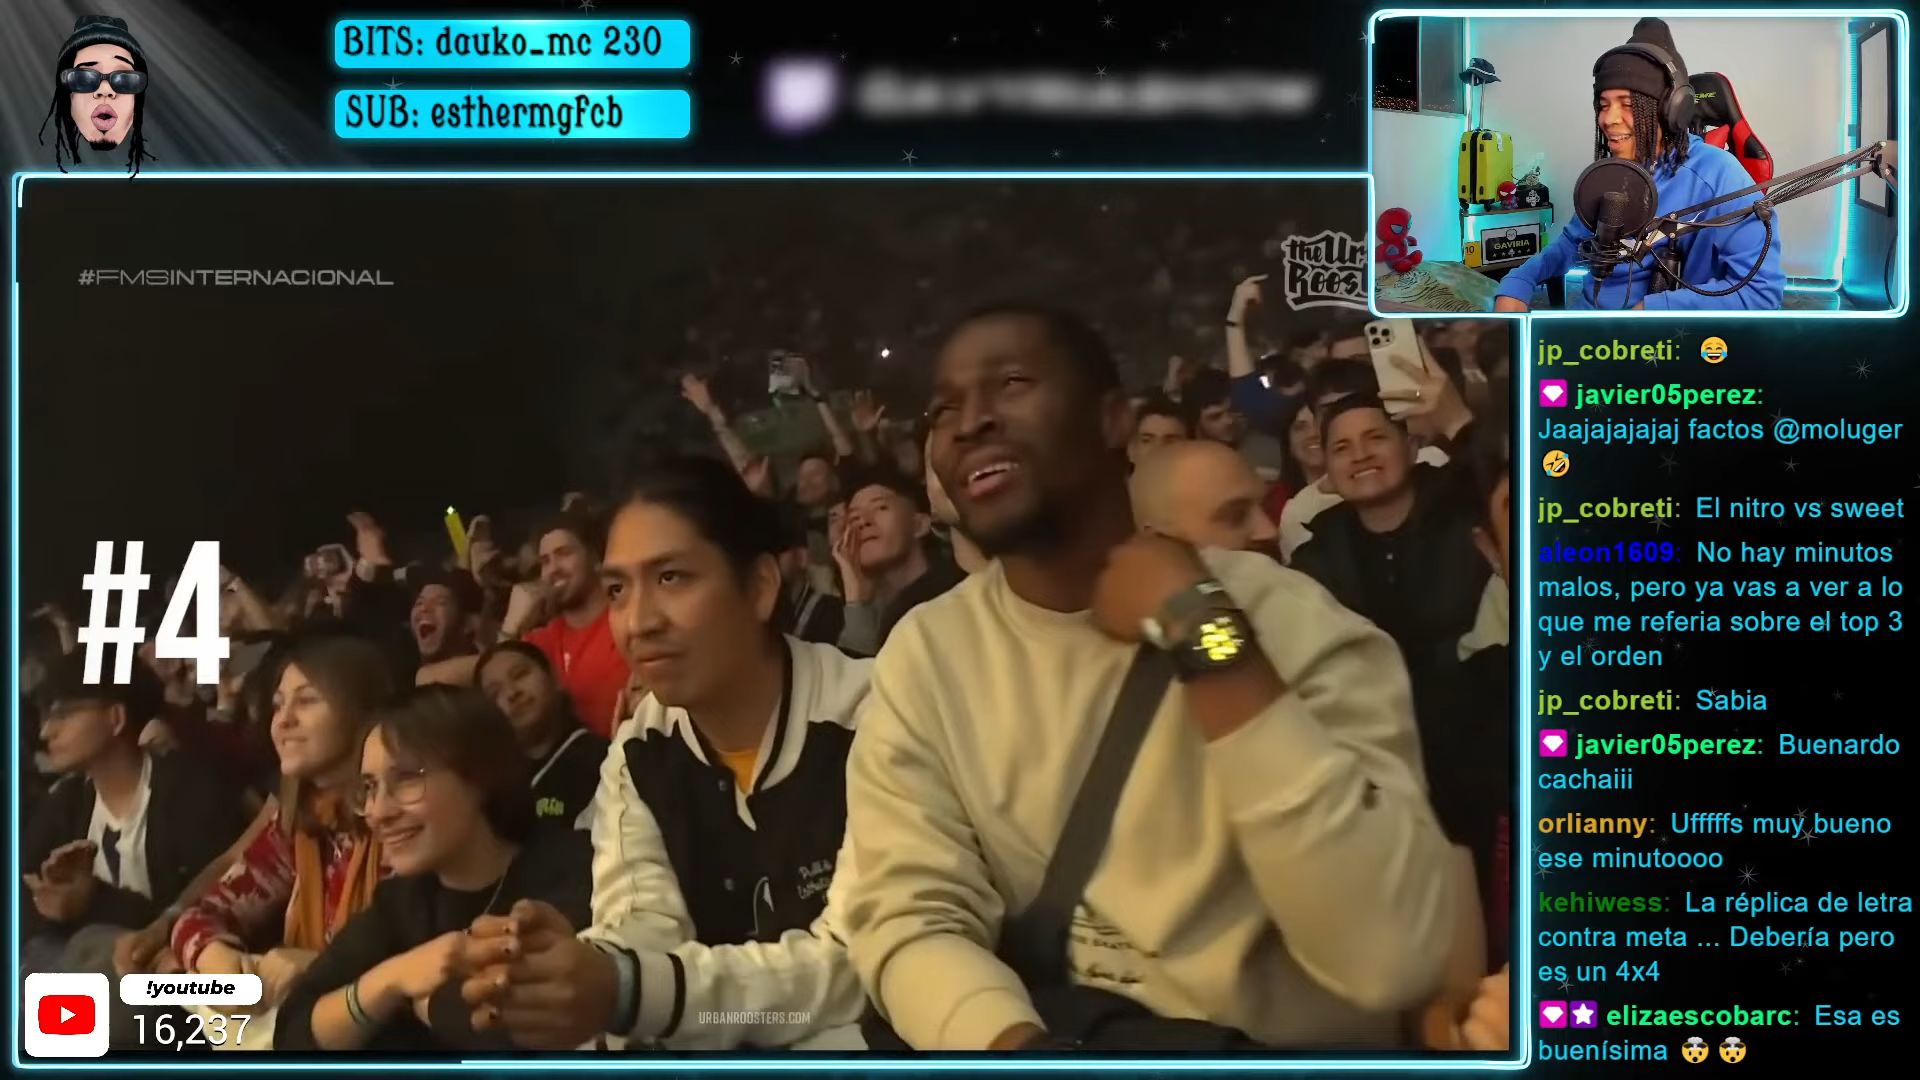 BITS: dauko_mc 230
SUB: esthermgfcb
#FMSINTERNACIONAL
theUr
Roost
GAVIRIA
10
#4
!youtube
16,237
URBANROOSTERS.COM
jp_cobreti: 😂
javier05perez:
Jaajajajajaj factos @moluger
🤣
jp_cobreti: El nitro vs sweet
aleon1609: No hay minutos
malos, pero ya vas a ver a lo
que me referia sobre el top 3
y el orden
jp_cobreti: Sabia
javier05perez: Buenardo
cachaiii
orlianny: Ufffffs muy bueno
ese minutoooo
kehiwess: La réplica de letra
contra meta ... Debería pero
es un 4x4
elizaescobarc: Esa es
buenísima 🤯 🤯